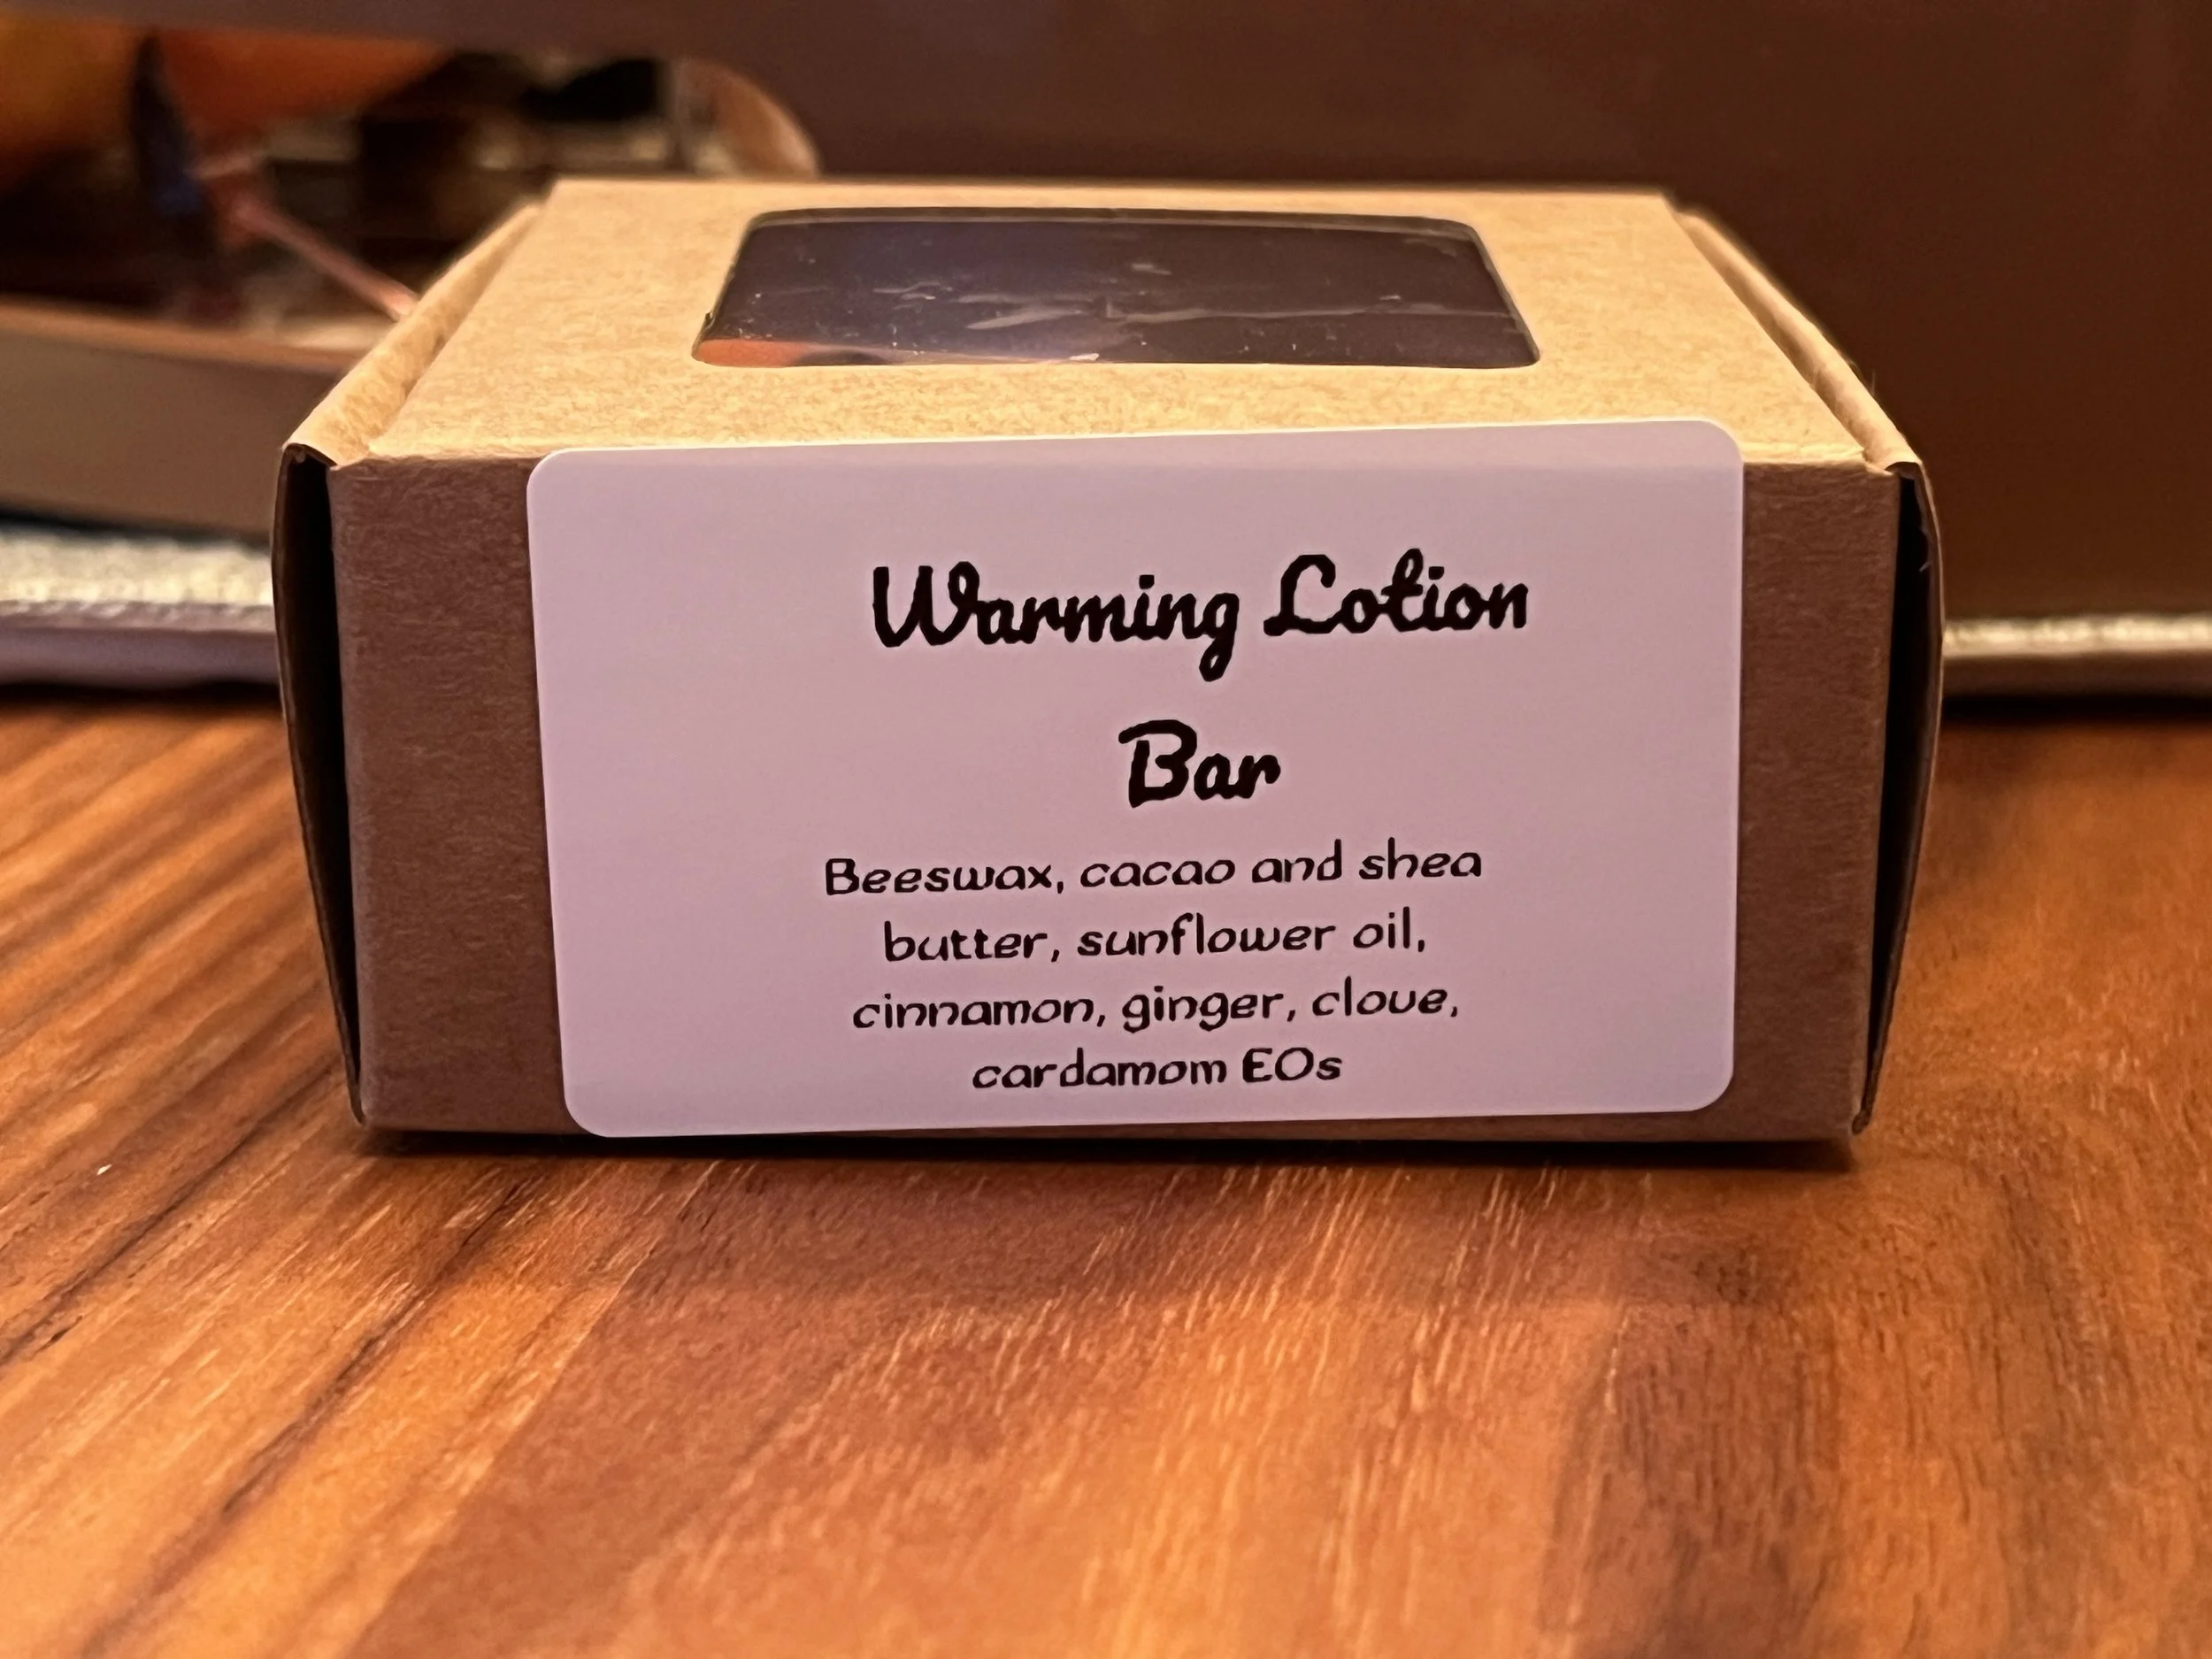 Warming Lotion
Bar
Beeswax, cacao and shea
butter, sunflower oil,
cinnamon, ginger, clove,
cardamom EOs